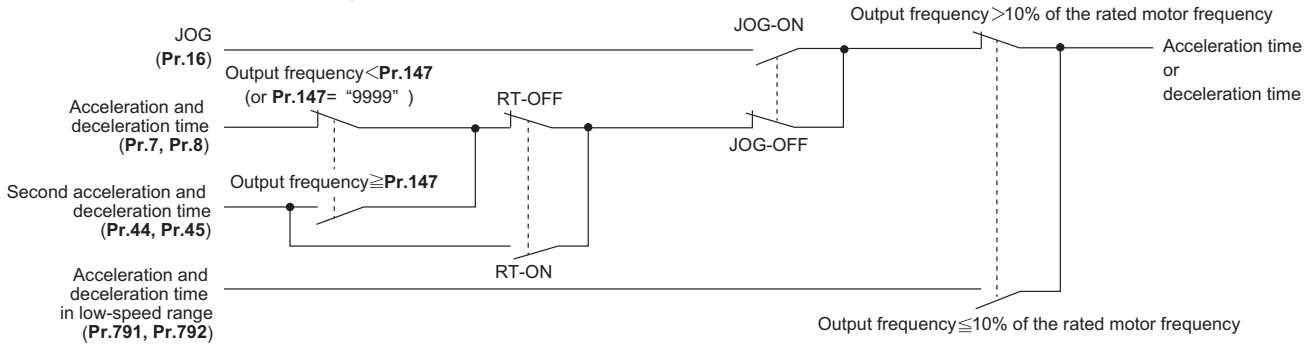 Output frequency＞10% of the rated motor frequency
JOG-ON
JOG
(Pr.16)
Acceleration time
or
deceleration time
Output frequency＜Pr.147
(or Pr.147= “9999” )
RT-OFF
Acceleration and
deceleration time
(Pr.7, Pr.8)
JOG-OFF
Output frequency≧Pr.147
Second acceleration and
deceleration time
(Pr.44, Pr.45)
RT-ON
Acceleration and
deceleration time
in low-speed range
(Pr.791, Pr.792)
Output frequency≦10% of the rated motor frequency